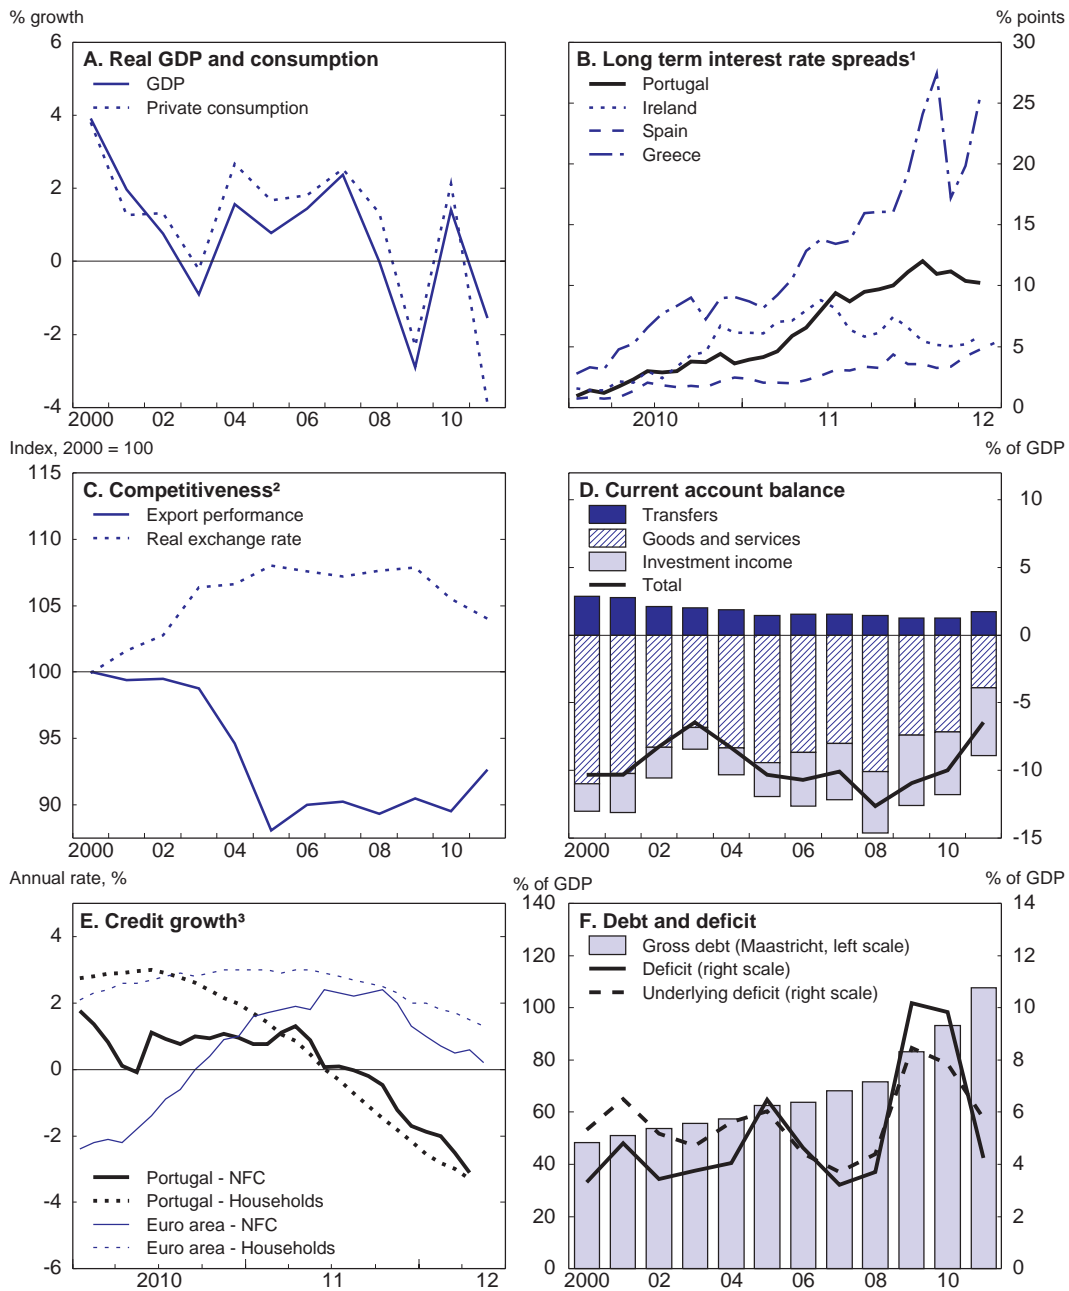 % growth
% points
6
4
2
0
-2
-4
A. Real GDP and consumption
GDP
Private consumption
2000 02 04 06 08 10
B. Long term interest rate spreads¹
Portugal
Ireland
Spain
Greece
30
25
20
15
10
5
0
2010 11 12
Index, 2000 = 100
% of GDP
115
110
105
100
95
90
C. Competitiveness²
Export performance
Real exchange rate
2000 02 04 06 08 10
D. Current account balance
Transfers
Goods and services
Investment income
Total
10
5
0
-5
-10
-15
2000 02 04 06 08 10
Annual rate, %
% of GDP
% of GDP
4
2
0
-2
-4
-6
E. Credit growth³
Portugal - NFC
Portugal - Households
Euro area - NFC
Euro area - Households
2010 11 12
140
120
100
80
60
40
20
0
F. Debt and deficit
Gross debt (Maastricht, left scale)
Deficit (right scale)
Underlying deficit (right scale)
14
12
10
8
6
4
2
0
2000 02 04 06 08 10